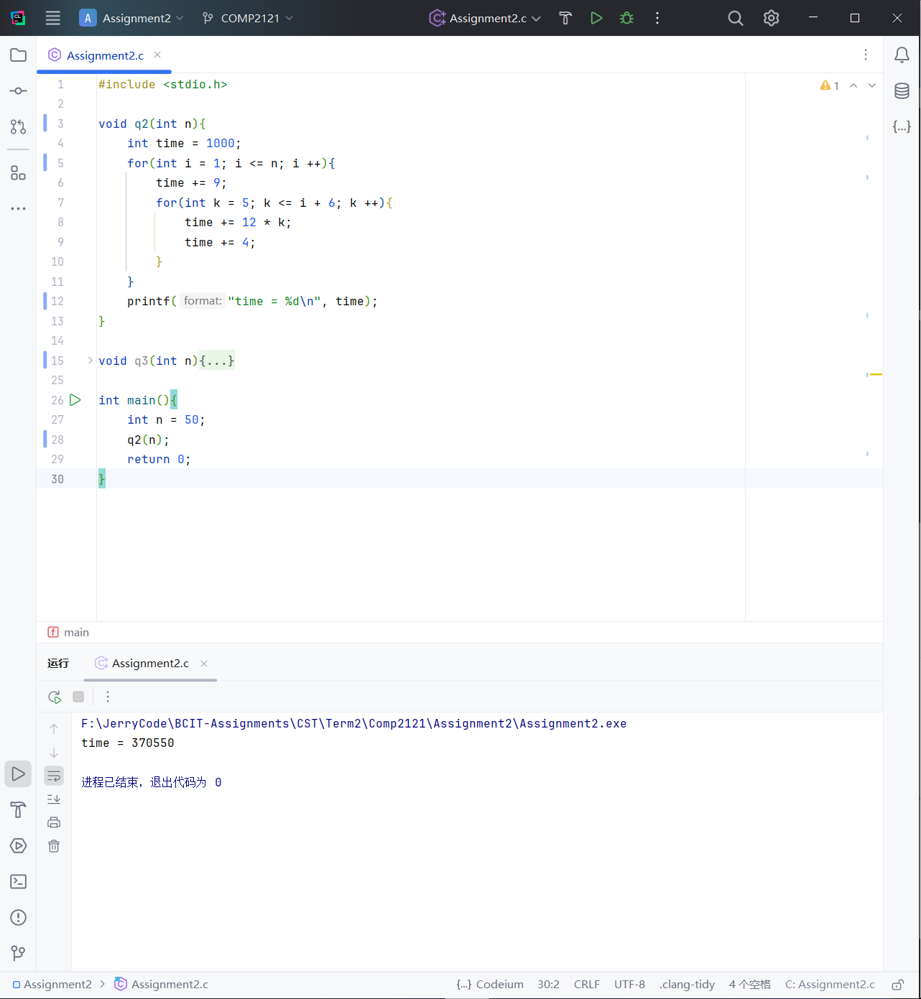 A Assignment2 COMP2121 Assignment2.c
Assignment2.c
1 #include <stdio.h>
2
3 void q2(int n){
4 int time = 1000;
5 for(int i = 1; i <= n; i ++){
6 time += 9;
7 for(int k = 5; k <= i + 6; k ++){
8 time += 12 * k;
9 time += 4;
10 }
11 }
12 printf( format: "time = %d\n", time);
13 }
14
15 void q3(int n){...}
25
26 int main(){
27 int n = 50;
28 q2(n);
29 return 0;
30 }
1
{...}
f main
运行 Assignment2.c
F:\JerryCode\BCIT-Assignments\CST\Term2\Comp2121\Assignment2\Assignment2.exe
time = 370550
进程已结束，退出代码为 0
Assignment2 > Assignment2.c {...} Codeium 30:2 CRLF UTF-8 .clang-tidy 4 个空格 C: Assignment2.c